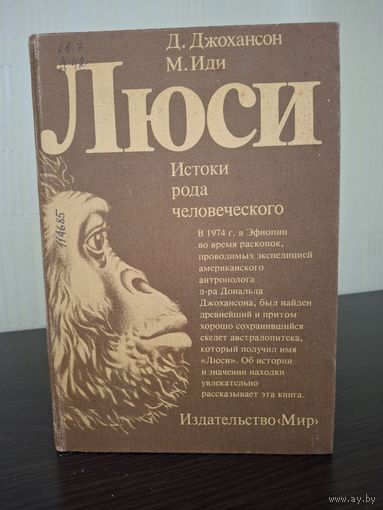 Д. Джохансон
М. Иди
ЛЮСИ
Истоки
рода
человеческого
В 1974 г. в Эфиопии
во время раскопок,
проводимых экспедицией
американского
антрополога
д-ра Дональда
Джохансона, был найден
древнейший и притом
хорошо сохранившийся
скелет австралопитека,
который получил имя
«Люси». Об истории
и значении находки
увлекательно
рассказывает эта книга.
Издательство «Мир»
114685
www.ay.by